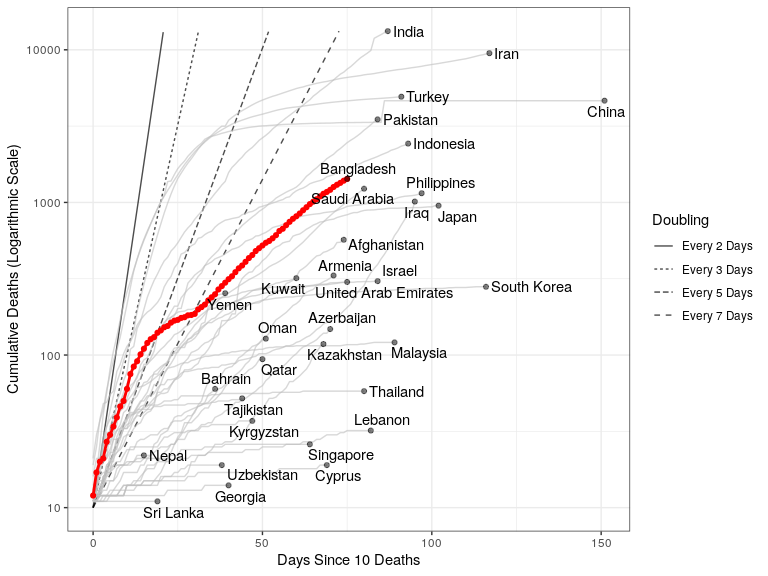 India
Iran
10000
Turkey
China
Pakistan
Indonesia
Bangladesh
Philippines
Saudi Arabia
1000
Iraq
Japan
Afghanistan
Armenia
Israel
Kuwait
South Korea
United Arab Emirates
Yemen
Azerbaijan
Oman
Kazakhstan
Malaysia
100
Qatar
Bahrain
Thailand
Tajikistan
Lebanon
Kyrgyzstan
Nepal
Singapore
Uzbekistan
Cyprus
Georgia
10
Sri Lanka
0
50
100
150
Days Since 10 Deaths
Cumulative Deaths (Logarithmic Scale)
Doubling
Every 2 Days
Every 3 Days
Every 5 Days
Every 7 Days